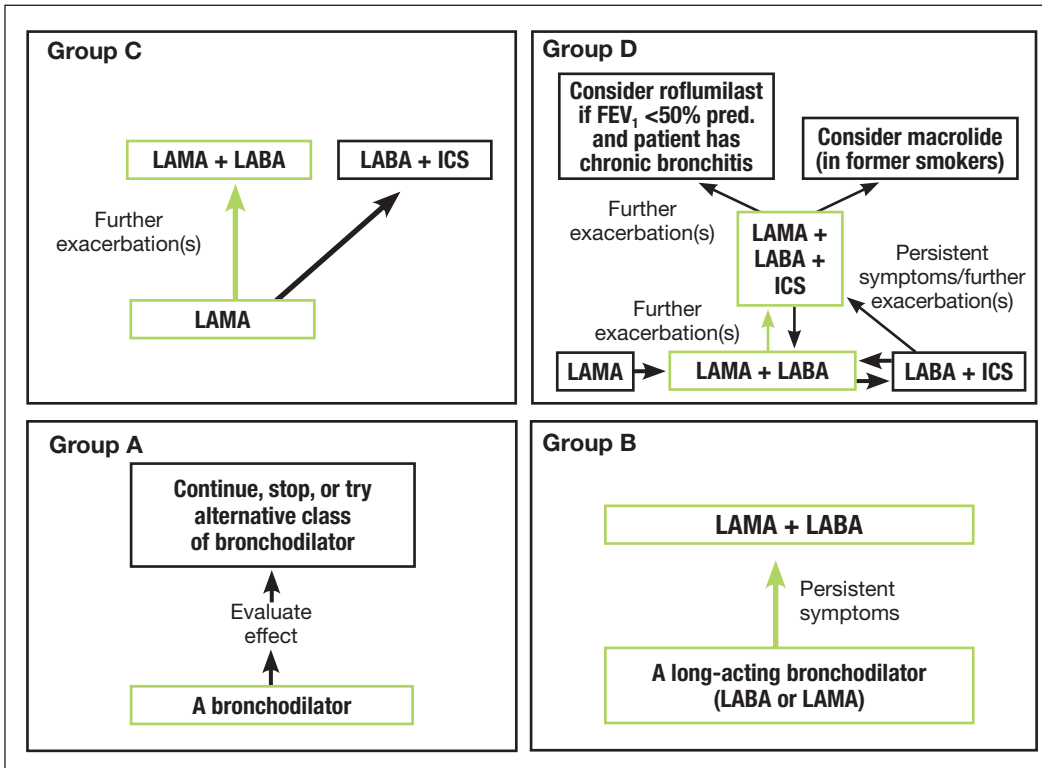 Group C
LAMA + LABA
LABA + ICS
Further
exacerbation(s)
LAMA
Group D
Consider roflumilast
if FEV₁ <50% pred.
and patient has
chronic bronchitis
Consider macrolide
(in former smokers)
Further
exacerbation(s)
LAMA +
LABA +
ICS
Persistent
symptoms/further
exacerbation(s)
Further
exacerbation(s)
LAMA
LAMA + LABA
LABA + ICS
Group A
Continue, stop, or try
alternative class
of bronchodilator
Evaluate
effect
A bronchodilator
Group B
LAMA + LABA
Persistent
symptoms
A long-acting bronchodilator
(LABA or LAMA)